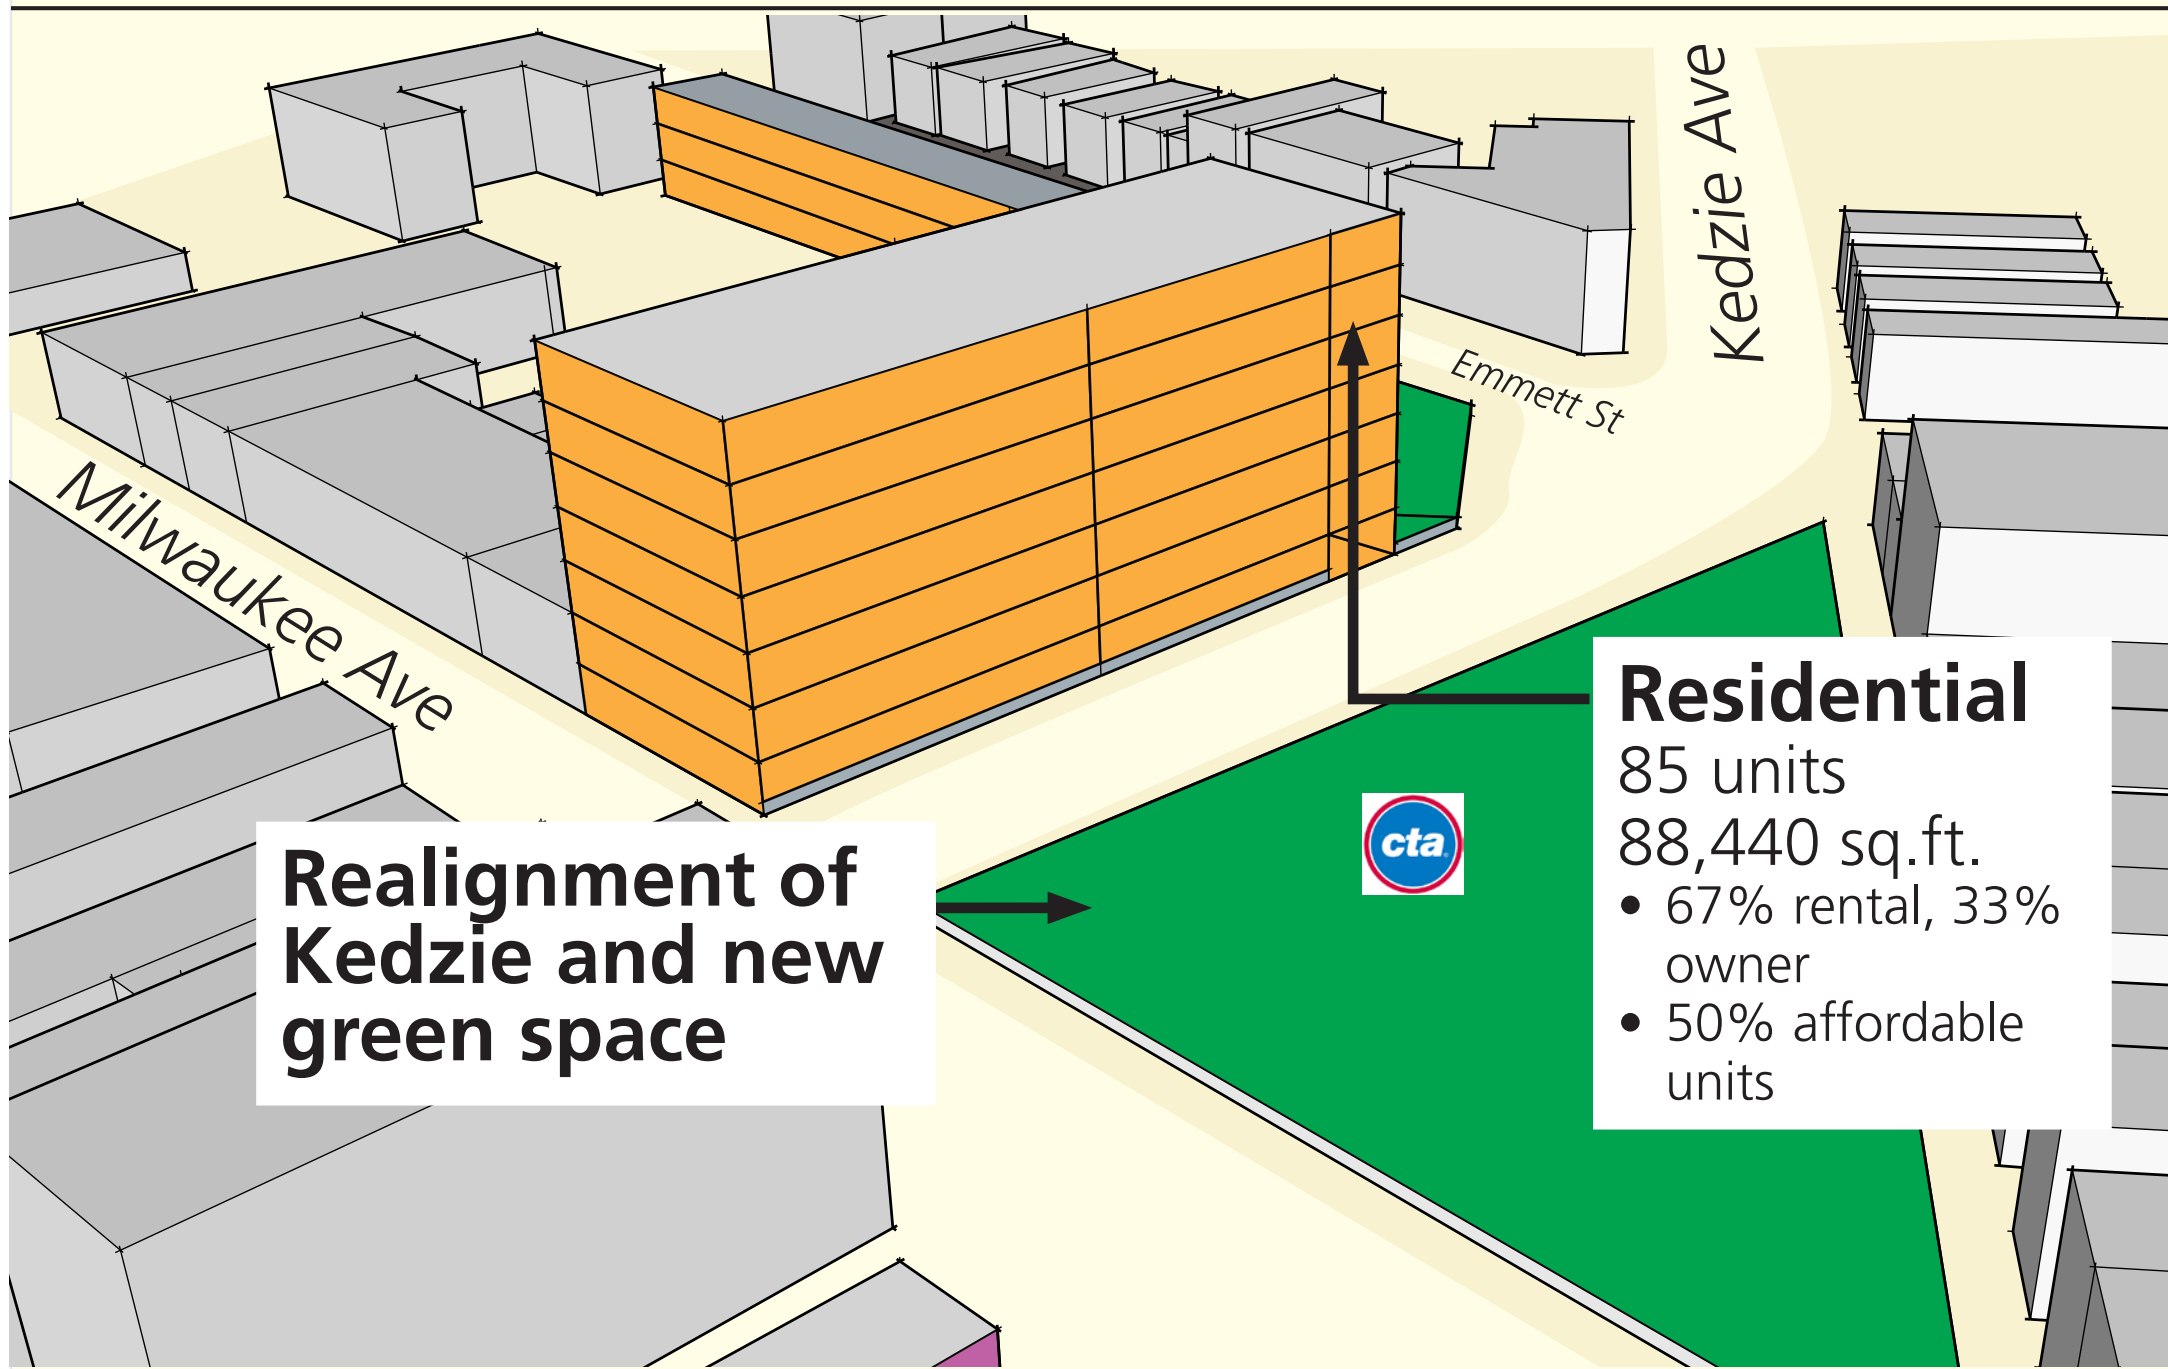 Kedzie Ave
Emmett St
Milwaukee Ave
Residential
85 units
88,440 sq.ft.
• 67% rental, 33%
owner
• 50% affordable
units
cta
Realignment of
Kedzie and new
green space